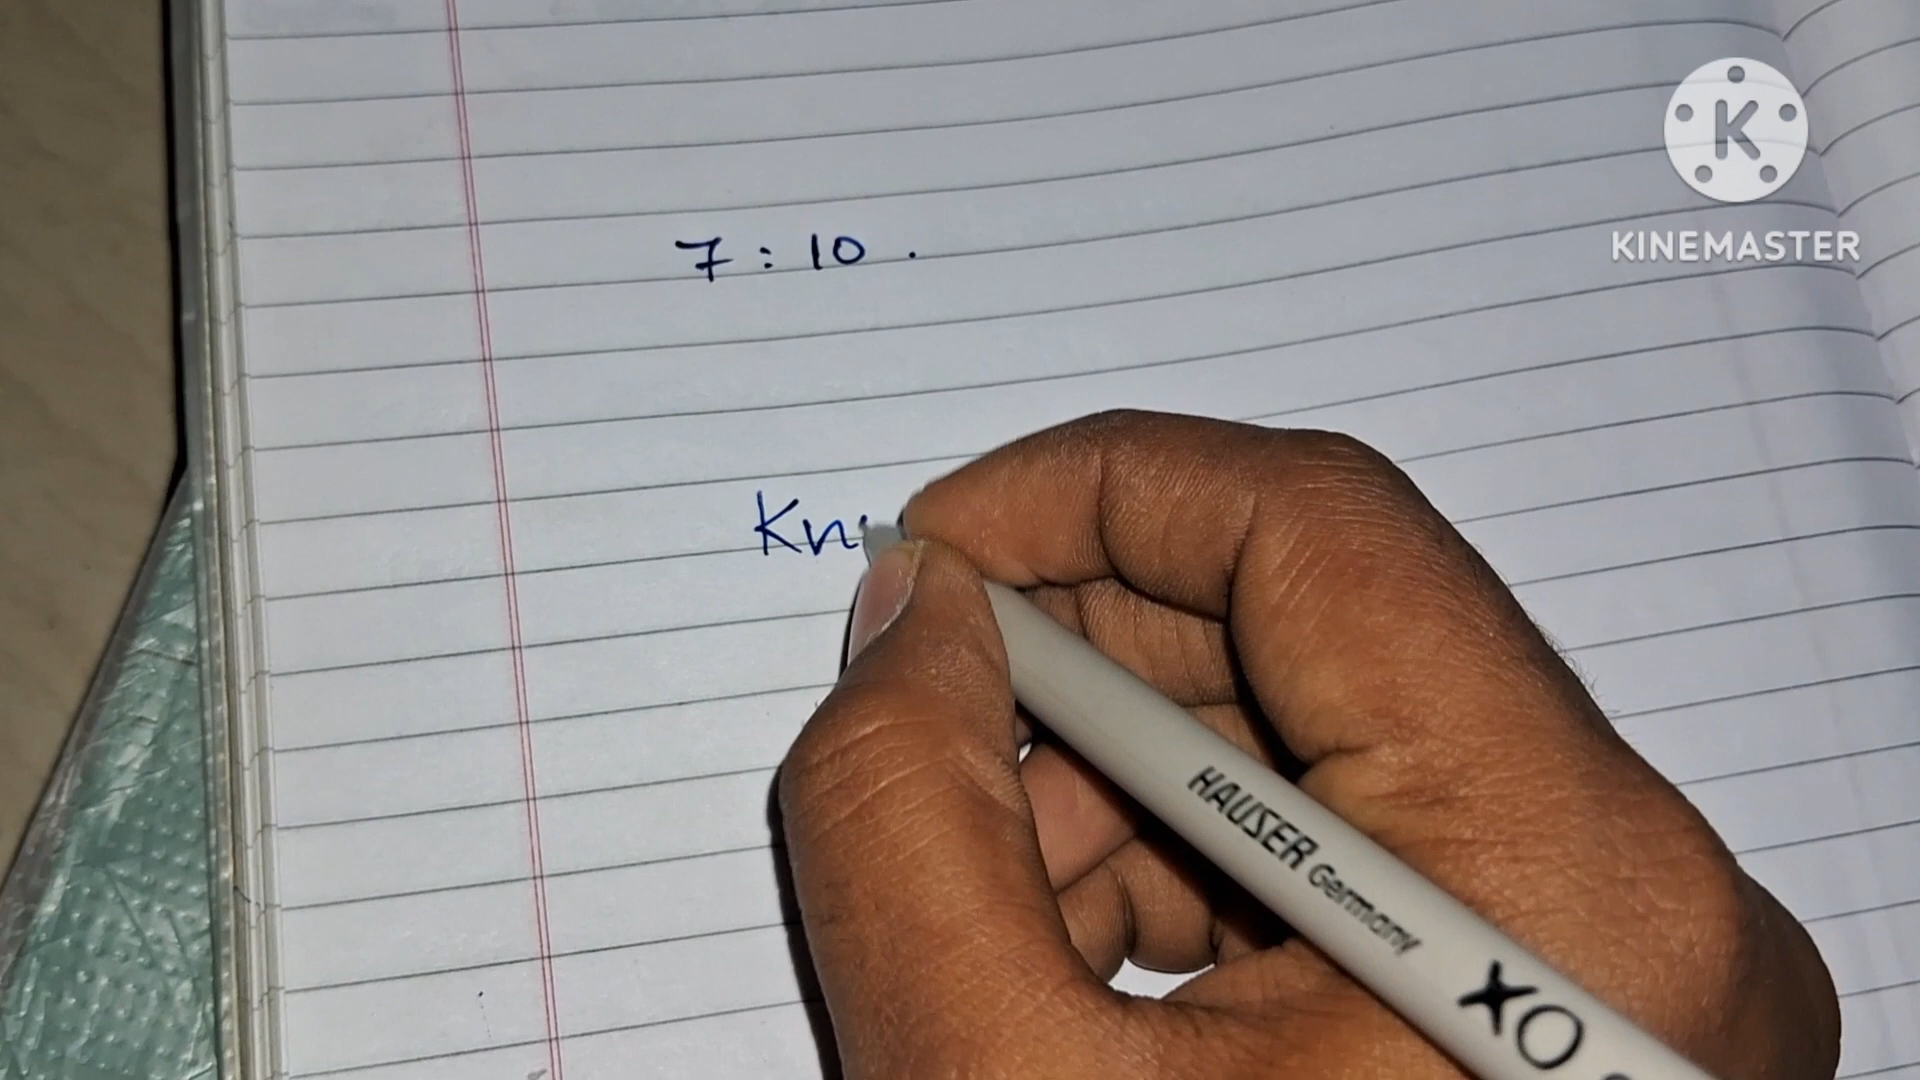 7 : 10 .
K
KINEMASTER
Kn
HAUSER Germany
XO